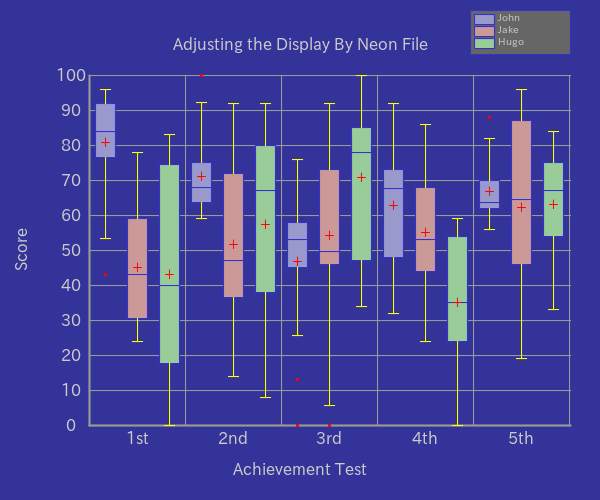 John
Jake
Hugo
Adjusting the Display By Neon File
100
90
80
70
60
50
40
30
20
10
0
Score
1st 2nd 3rd 4th 5th
Achievement Test